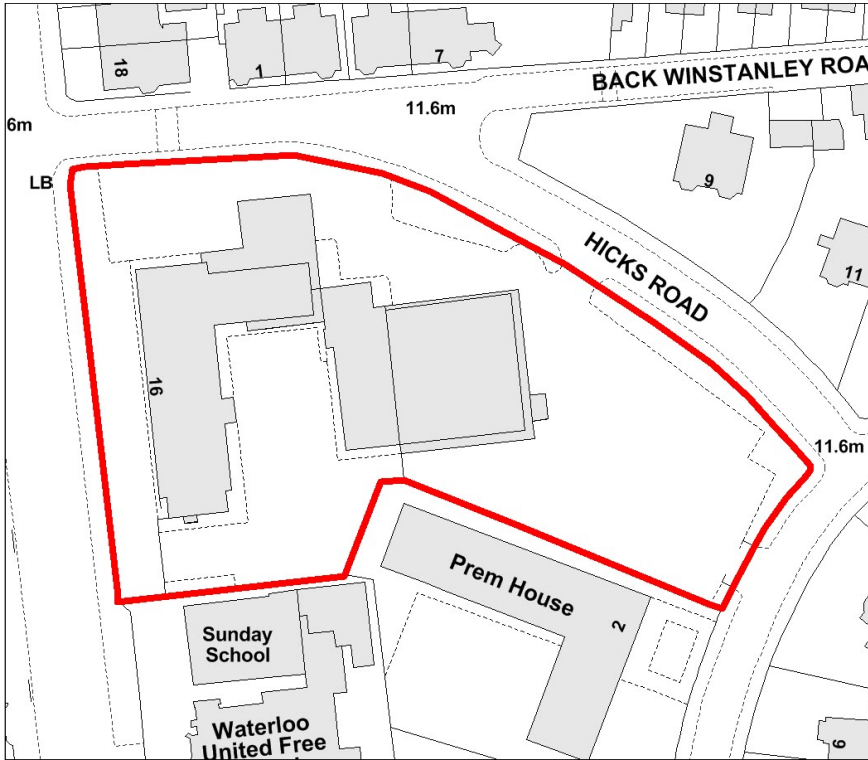 18
1
7
BACK WINSTANLEY ROA
11.6m
6m
LB
9
HICKS ROAD
11
16
11.6m
Prem House
2
Sunday
School
Waterloo
United Free
6